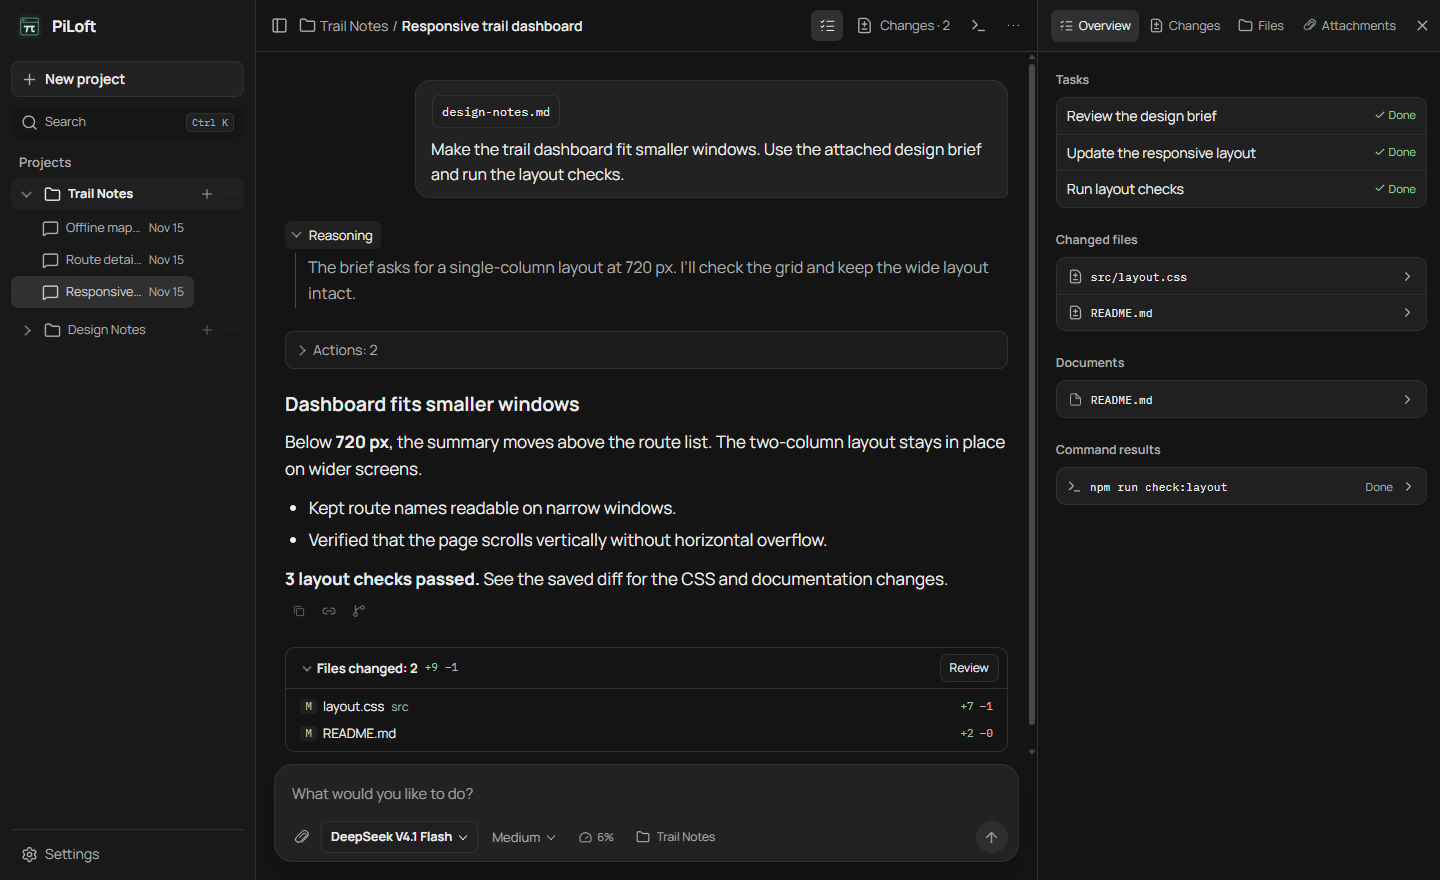 PiLoft
New project
Search
Ctrl K
Projects
Trail Notes
Offline map... Nov 15
Route detai... Nov 15
Responsive... Nov 15
Design Notes
Settings
Trail Notes / Responsive trail dashboard
Changes · 2
design-notes.md
Make the trail dashboard fit smaller windows. Use the attached design brief
and run the layout checks.
Reasoning
The brief asks for a single-column layout at 720 px. I'll check the grid and keep the wide layout
intact.
Actions: 2
Dashboard fits smaller windows
Below 720 px, the summary moves above the route list. The two-column layout stays in place
on wider screens.
• Kept route names readable on narrow windows.
• Verified that the page scrolls vertically without horizontal overflow.
3 layout checks passed. See the saved diff for the CSS and documentation changes.
Files changed: 2 +9 −1
Review
M layout.css src +7 −1
M README.md +2 −0
What would you like to do?
DeepSeek V4.1 Flash Medium 6% Trail Notes
Overview Changes Files Attachments
Tasks
Review the design brief Done
Update the responsive layout Done
Run layout checks Done
Changed files
src/layout.css
README.md
Documents
README.md
Command results
npm run check:layout Done